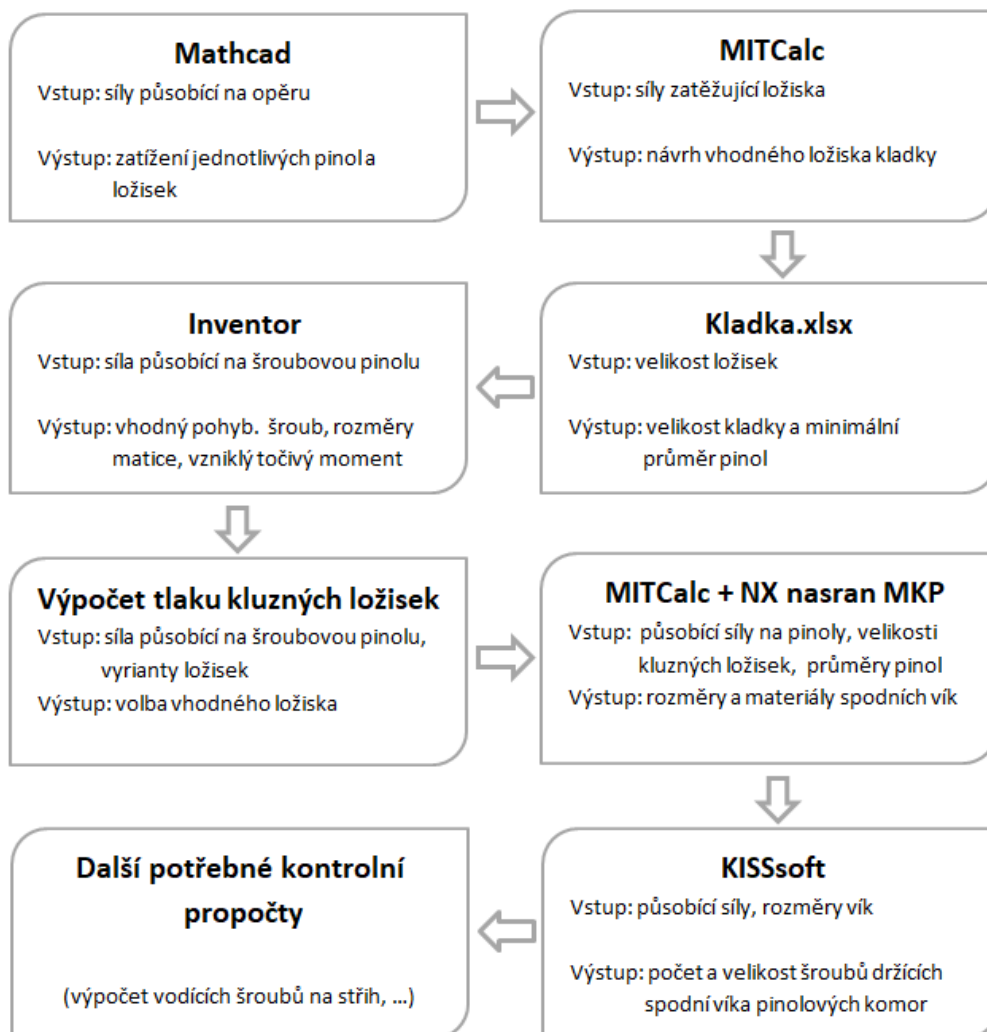 Mathcad
Vstup: síly působící na opěru
Výstup: zatížení jednotlivých pinol a
ložisek
MITCalc
Vstup: síly zatěžující ložiska
Výstup: návrh vhodného ložiska kladky
Kladka.xlsx
Vstup: velikost ložisek
Výstup: velikost kladky a minimální
průměr pinol
Inventor
Vstup: síla působící na šroubovou pinolu
Výstup: vhodný pohyb. šroub, rozměry
matice, vzniklý točivý moment
Výpočet tlaku kluzných ložisek
Vstup: síla působící na šroubovou pinolu,
vyrianty ložisek
Výstup: volba vhodného ložiska
MITCalc + NX nasran MKP
Vstup: působící síly na pinoly, velikosti
kluzných ložisek, průměry pinol
Výstup: rozměry a materiály spodních vík
KISSsoft
Vstup: působící síly, rozměry vík
Výstup: počet a velikost šroubů držících
spodní víka pinolových komor
Další potřebné kontrolní
propočty
(výpočet vodících šroubů na střih, ...)